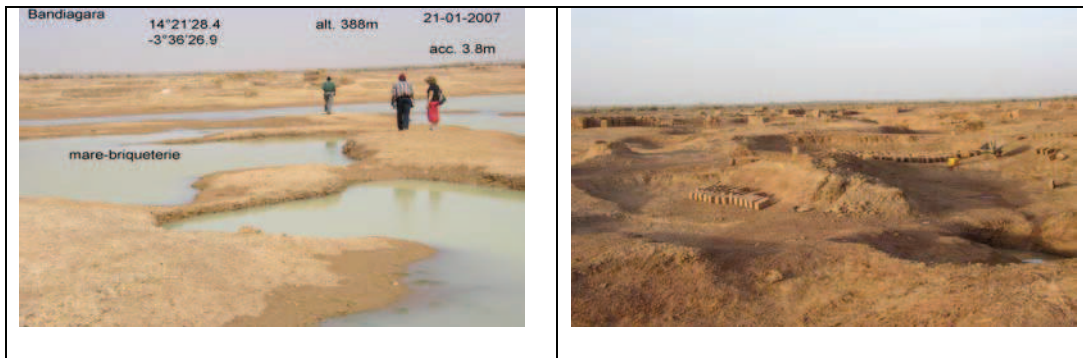 Bandiagara
14°21'28.4
-3°36'26.9
alt. 388m
21-01-2007
acc. 3.8m
mare-briqueterie